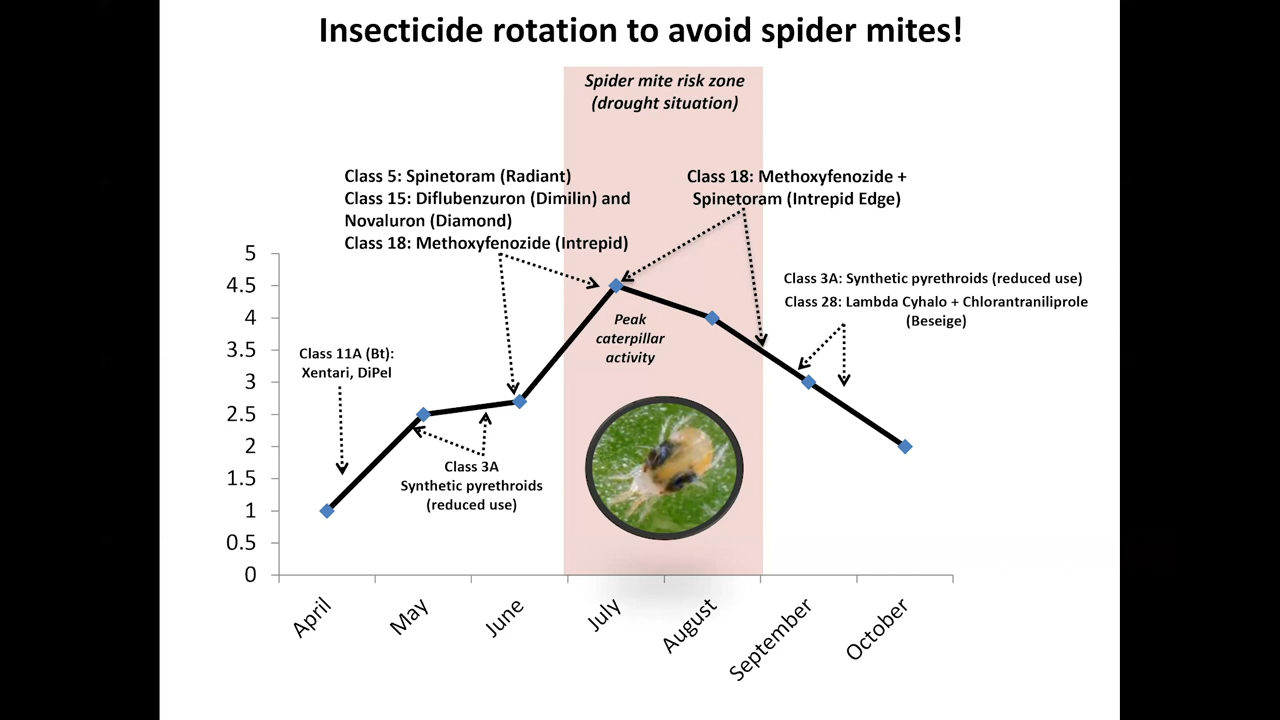 Insecticide rotation to avoid spider mites!
Spider mite risk zone
(drought situation)
Class 5: Spinetoram (Radiant)
Class 15: Diflubenzuron (Dimilin) and
Novaluron (Diamond)
Class 18: Methoxyfenozide (Intrepid)
Class 18: Methoxyfenozide +
Spinetoram (Intrepid Edge)
Class 3A: Synthetic pyrethroids (reduced use)
Class 28: Lambda Cyhalo + Chlorantraniliprole
(Beseige)
Peak
caterpillar
activity
Class 11A (Bt):
Xentari, DiPel
Class 3A
Synthetic pyrethroids
(reduced use)
5
4.5
4
3.5
3
2.5
2
1.5
1
0.5
0
April
May
June
July
August
September
October